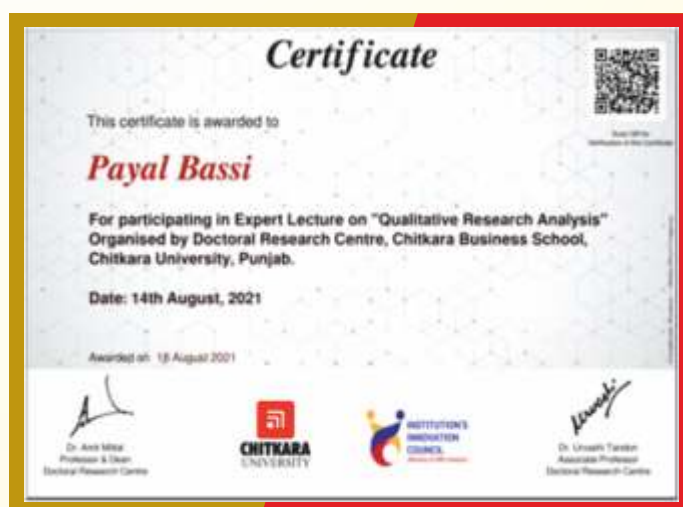 Certificate
This certificate is awarded to
Payal Bassi
For participating in Expert Lecture on "Qualitative Research Analysis"
Organised by Doctoral Research Centre, Chitkara Business School,
Chitkara University, Punjab.
Date: 14th August, 2021
Awarded on 18 August 2021
Dr. Amit Mittal
Professor & Dean
Doctoral Research Centre
CHITKARA
UNIVERSITY
INSTITUTION'S
INNOVATION
COUNCIL
Dr. Urvashi Tandon
Associate Professor
Doctoral Research Centre